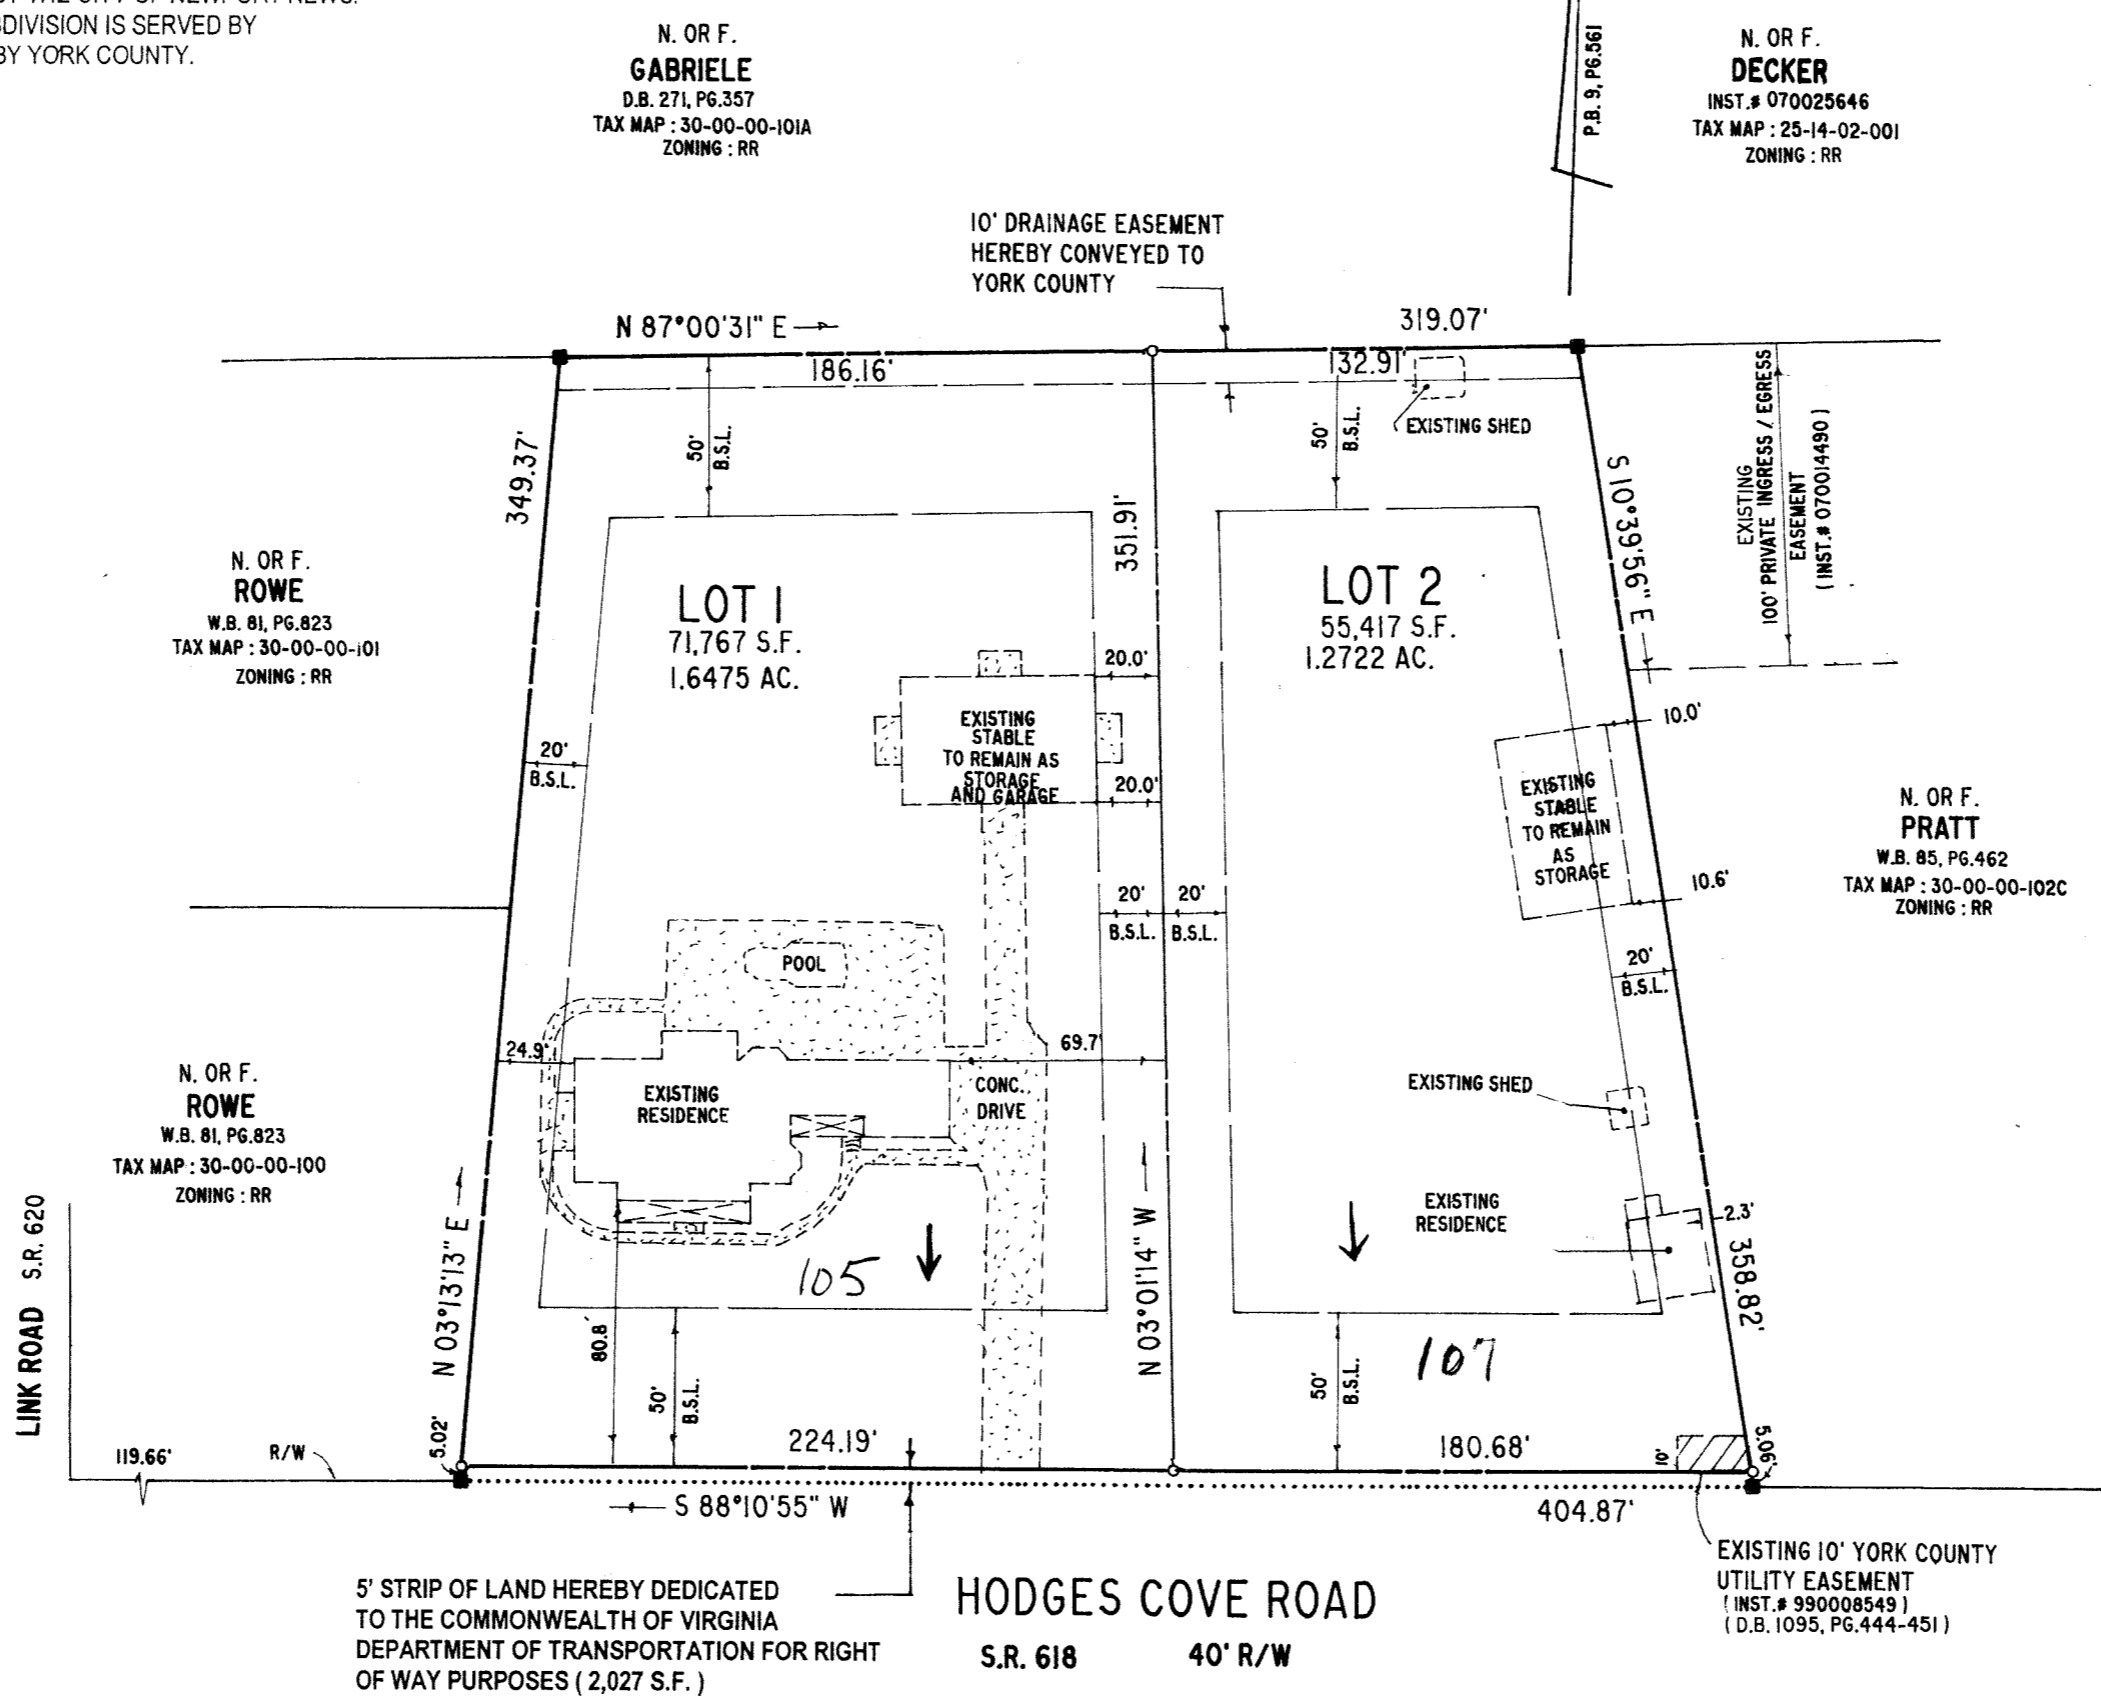 BDIVISION IS SERVED BY
BY YORK COUNTY.
N. OR F.
GABRIELE
D.B. 271, PG.357
TAX MAP : 30-00-00-101A
ZONING : RR
P.B. 9, PG.561
N. OR F.
DECKER
INST.# 070025646
TAX MAP : 25-14-02-001
ZONING : RR
10' DRAINAGE EASEMENT
HEREBY CONVEYED TO
YORK COUNTY
N 87°00'31" E
319.07'
186.16'
132.91'
EXISTING SHED
50'
B.S.L.
50'
B.S.L.
349.37'
351.91'
S 10°39'56" E
EXISTING
100' PRIVATE INGRESS / EGRESS
EASEMENT
( INST.# 070014490 )
N. OR F.
ROWE
W.B. 81, PG.823
TAX MAP : 30-00-00-101
ZONING : RR
LOT 1
71,767 S.F.
1.6475 AC.
LOT 2
55,417 S.F.
1.2722 AC.
20.0'
EXISTING
STABLE
TO REMAIN AS
STORAGE
AND GARAGE
20.0'
20'
B.S.L.
10.0'
EXISTING
STABLE
TO REMAIN
AS
STORAGE
10.6'
N. OR F.
PRATT
W.B. 85, PG.462
TAX MAP : 30-00-00-102C
ZONING : RR
20'
B.S.L.
20'
B.S.L.
20'
B.S.L.
POOL
24.9'
69.7'
EXISTING
RESIDENCE
CONC.
DRIVE
EXISTING SHED
N. OR F.
ROWE
W.B. 81, PG.823
TAX MAP : 30-00-00-100
ZONING : RR
EXISTING
RESIDENCE
2.3'
358.82'
LINK ROAD S.R. 620
N 03°13'13" E
N 03°01'14" W
105
107
80.8
50'
B.S.L.
50'
B.S.L.
224.19'
180.68'
10'
5.06'
5.02'
119.66'
R/W
S 88°10'55" W
404.87'
5' STRIP OF LAND HEREBY DEDICATED
TO THE COMMONWEALTH OF VIRGINIA
DEPARTMENT OF TRANSPORTATION FOR RIGHT
OF WAY PURPOSES ( 2,027 S.F. )
HODGES COVE ROAD
S.R. 618 40' R/W
EXISTING 10' YORK COUNTY
UTILITY EASEMENT
( INST.# 990008549 )
( D.B. 1095, PG.444-451 )